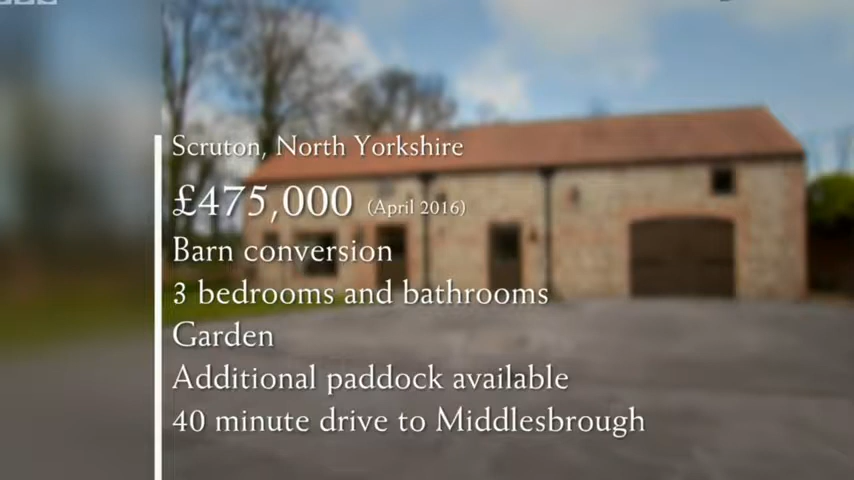 Scruton, North Yorkshire
£475,000 (April 2016)
Barn conversion
3 bedrooms and bathrooms
Garden
Additional paddock available
40 minute drive to Middlesbrough